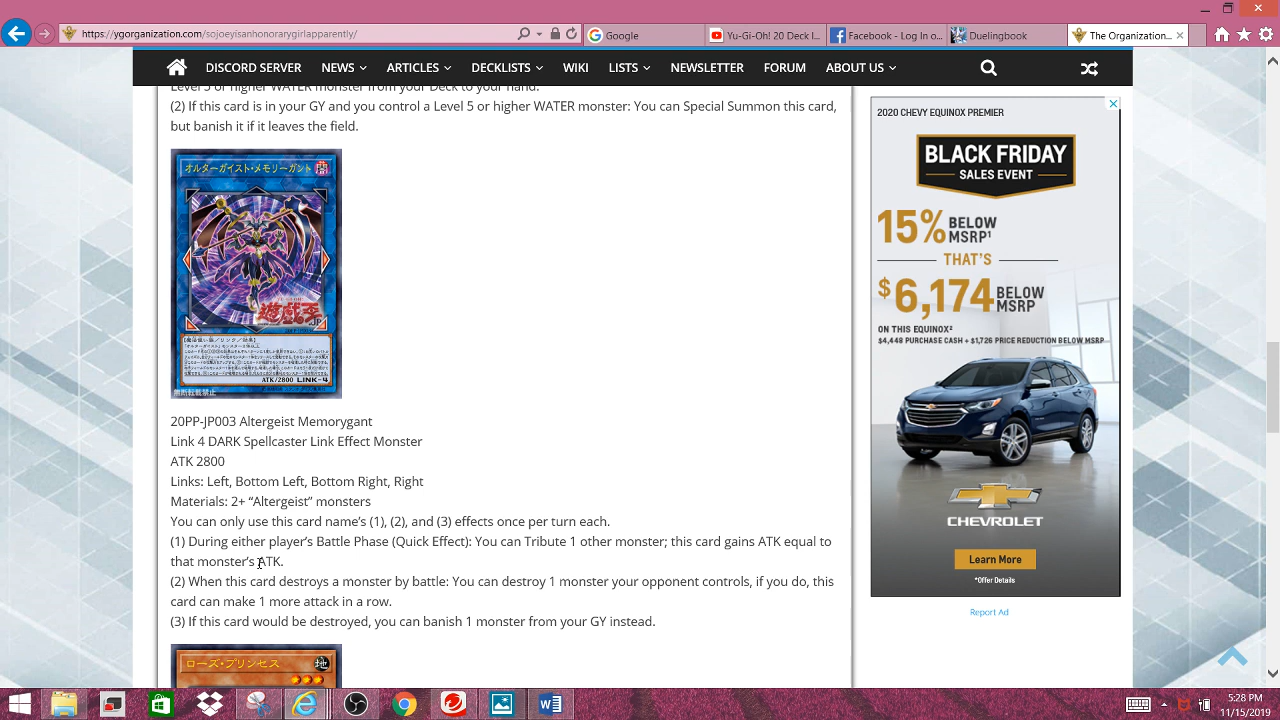 https://ygorganization.com/sojoeyisanhonorarygirlapparently/
Google
Yu-Gi-Oh! 20 Deck I...
Facebook - Log In o...
Duelingbook
The Organization...
DISCORD SERVER
NEWS
ARTICLES
DECKLISTS
WIKI
LISTS
NEWSLETTER
FORUM
ABOUT US
Level 5 or higher WATER monster from your Deck to your hand.
(2) If this card is in your GY and you control a Level 5 or higher WATER monster: You can Special Summon this card,
but banish it if it leaves the field.
オルターガイスト・メモリーガント
闇
遊戯王
ATK/2800 LINK-4
無断転載禁止
20PP-JP003 Altergeist Memorygant
Link 4 DARK Spellcaster Link Effect Monster
ATK 2800
Links: Left, Bottom Left, Bottom Right, Right
Materials: 2+ “Altergeist” monsters
You can only use this card name’s (1), (2), and (3) effects once per turn each.
(1) During either player’s Battle Phase (Quick Effect): You can Tribute 1 other monster; this card gains ATK equal to
that monster’s ATK.
(2) When this card destroys a monster by battle: You can destroy 1 monster your opponent controls, if you do, this
card can make 1 more attack in a row.
(3) If this card would be destroyed, you can banish 1 monster from your GY instead.
ローズ・プリンセス
地
2020 CHEVY EQUINOX PREMIER
BLACK FRIDAY
SALES EVENT
15% BELOW
MSRP¹
THAT'S
$6,174 BELOW
MSRP
ON THIS EQUINOX²
$4,448 PURCHASE CASH + $1,726 PRICE REDUCTION BELOW MSRP
CHEVROLET
Learn More
*Offer Details
Report Ad
5:28 PM
11/15/2019